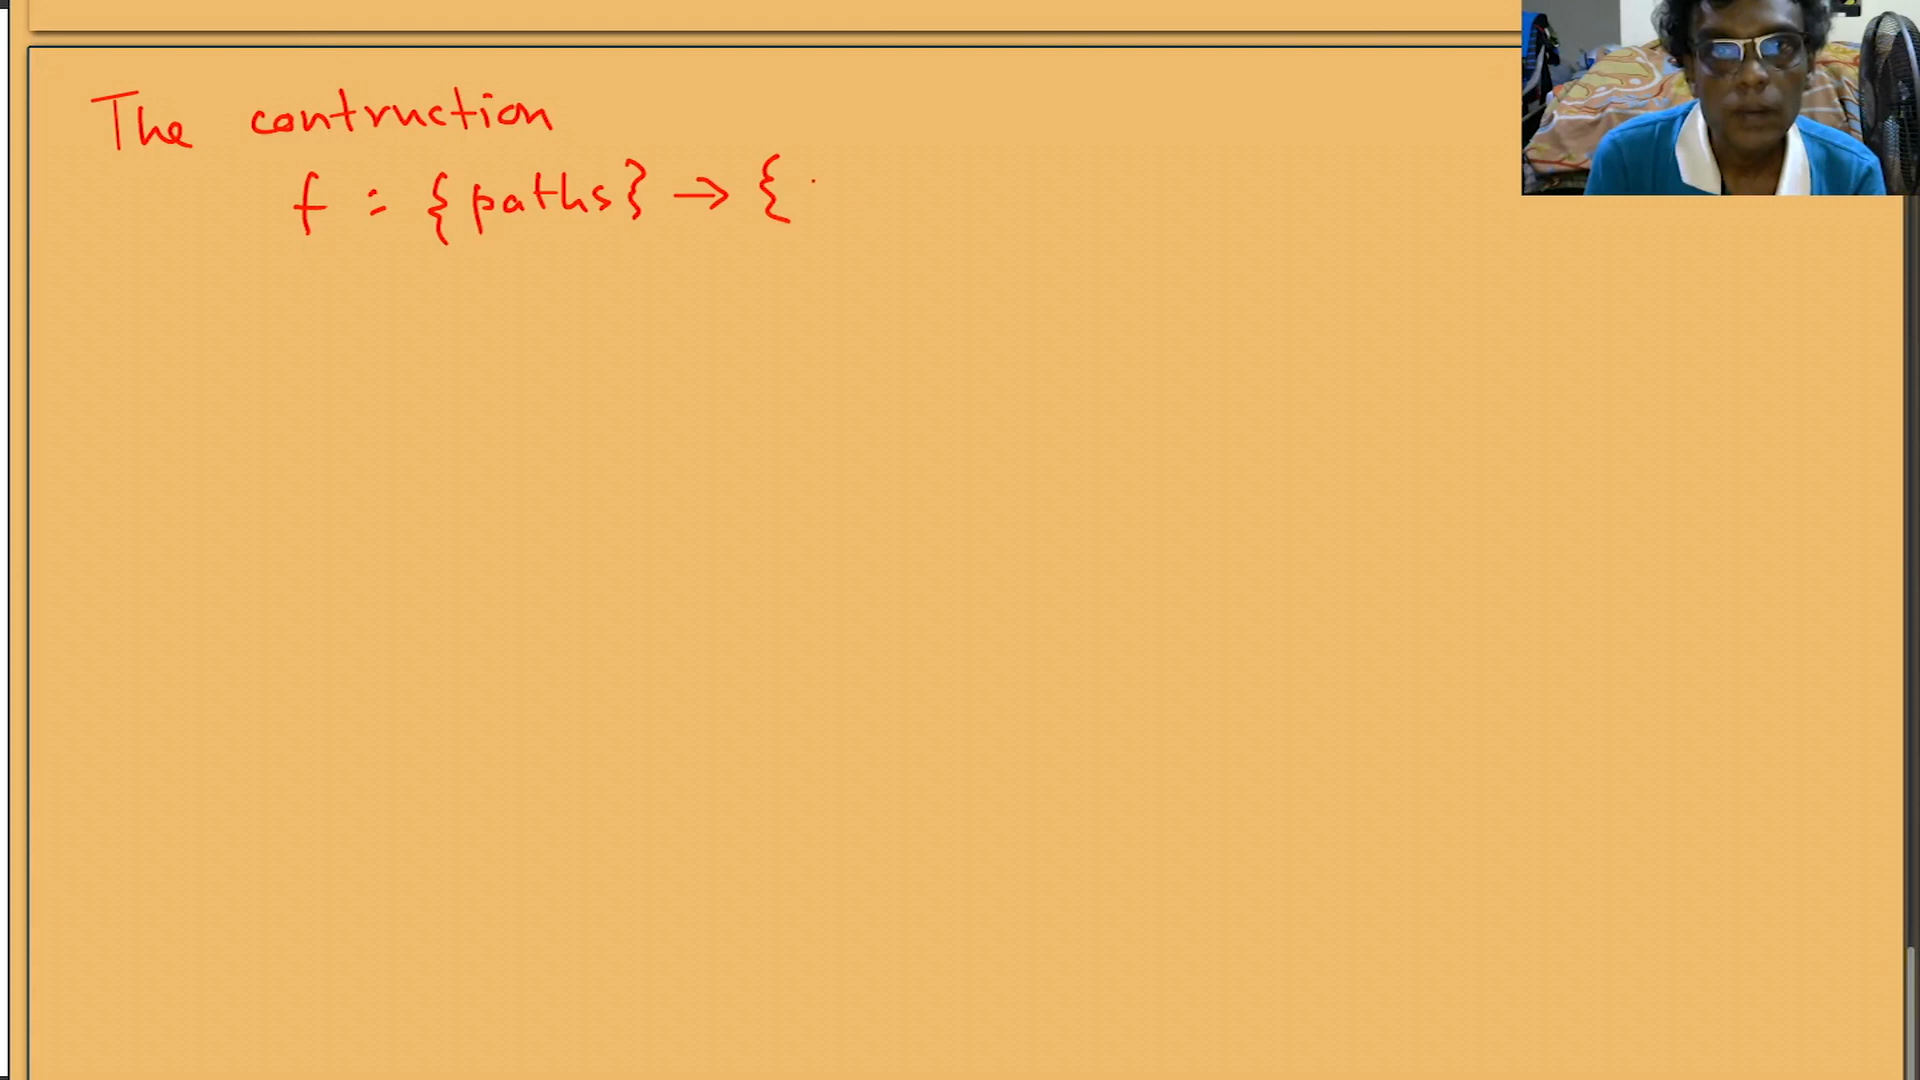 The contruction
f : {paths} → {